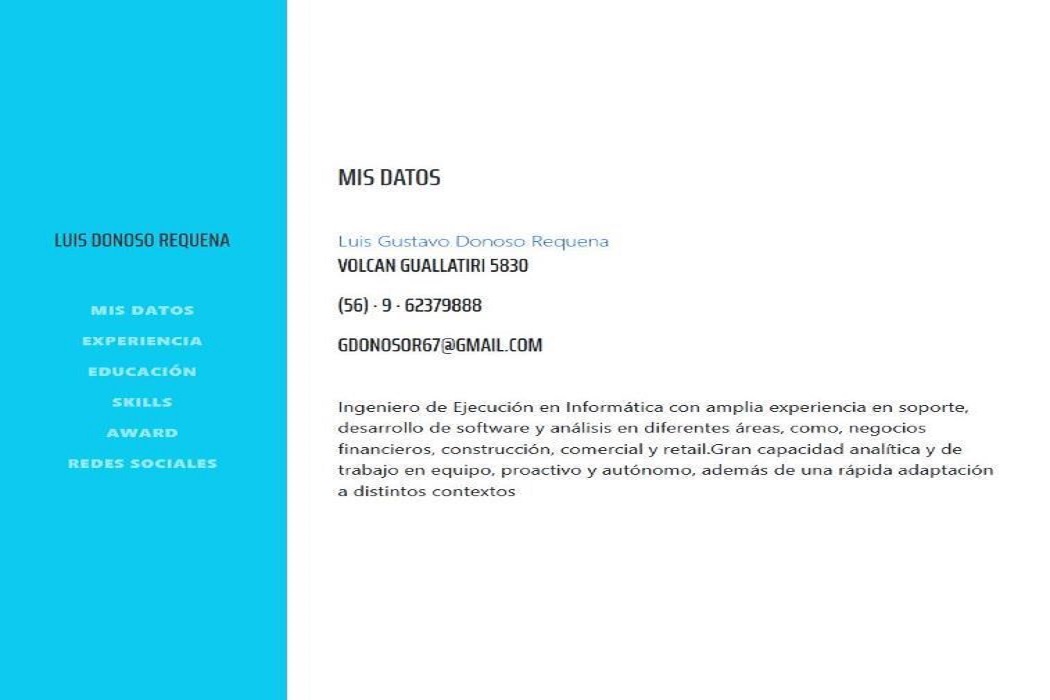 LUIS DONOSO REQUENA
MIS DATOS
EXPERIENCIA
EDUCACIÓN
SKILLS
AWARD
REDES SOCIALES
MIS DATOS
Luis Gustavo Donoso Requena
VOLCAN GUALLATIRI 5830
(56) · 9 · 62379888
GDONOSOR67@GMAIL.COM
Ingeniero de Ejecución en Informática con amplia experiencia en soporte,
desarrollo de software y análisis en diferentes áreas, como, negocios
financieros, construcción, comercial y retail.Gran capacidad analítica y de
trabajo en equipo, proactivo y autónomo, además de una rápida adaptación
a distintos contextos